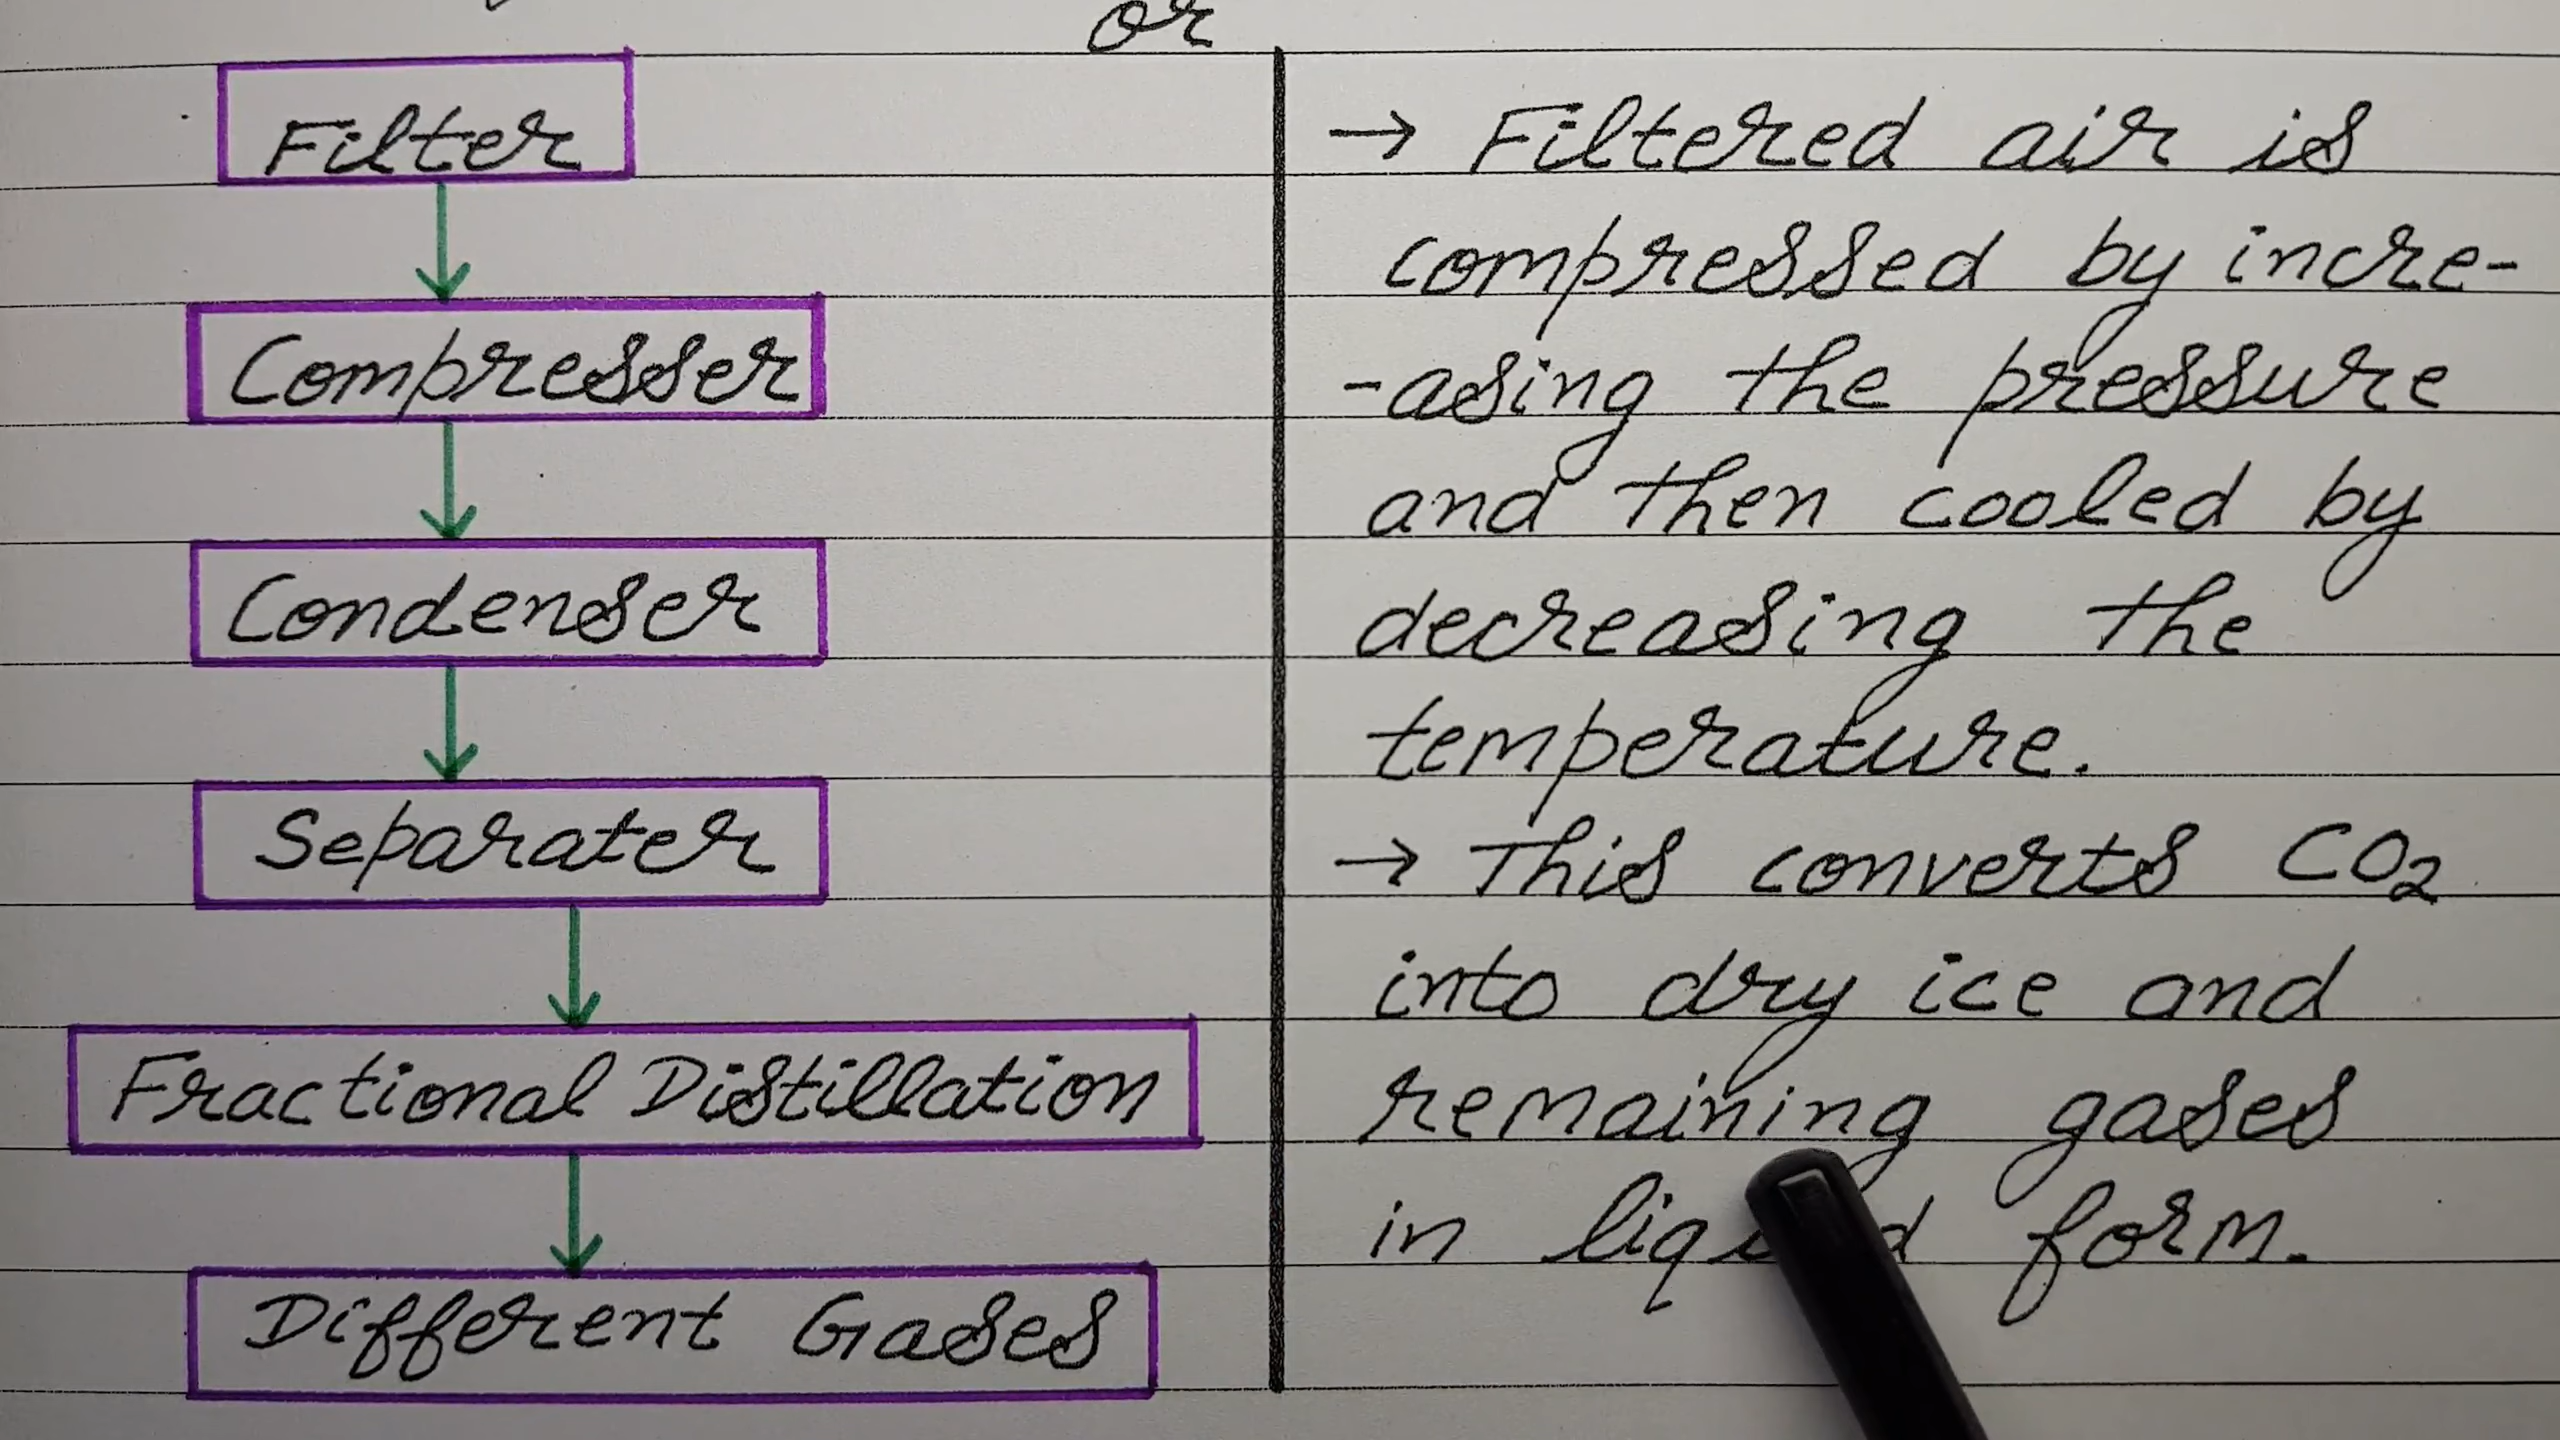 or
Filter
Compresser
Condenser
Separater
Fractional Distillation
Different Gases
→ Filtered air is
compressed by incre-
-asing the pressure
and then cooled by
decreasing the
temperature.
→ This converts CO₂
into dry ice and
remaining gases
in form.